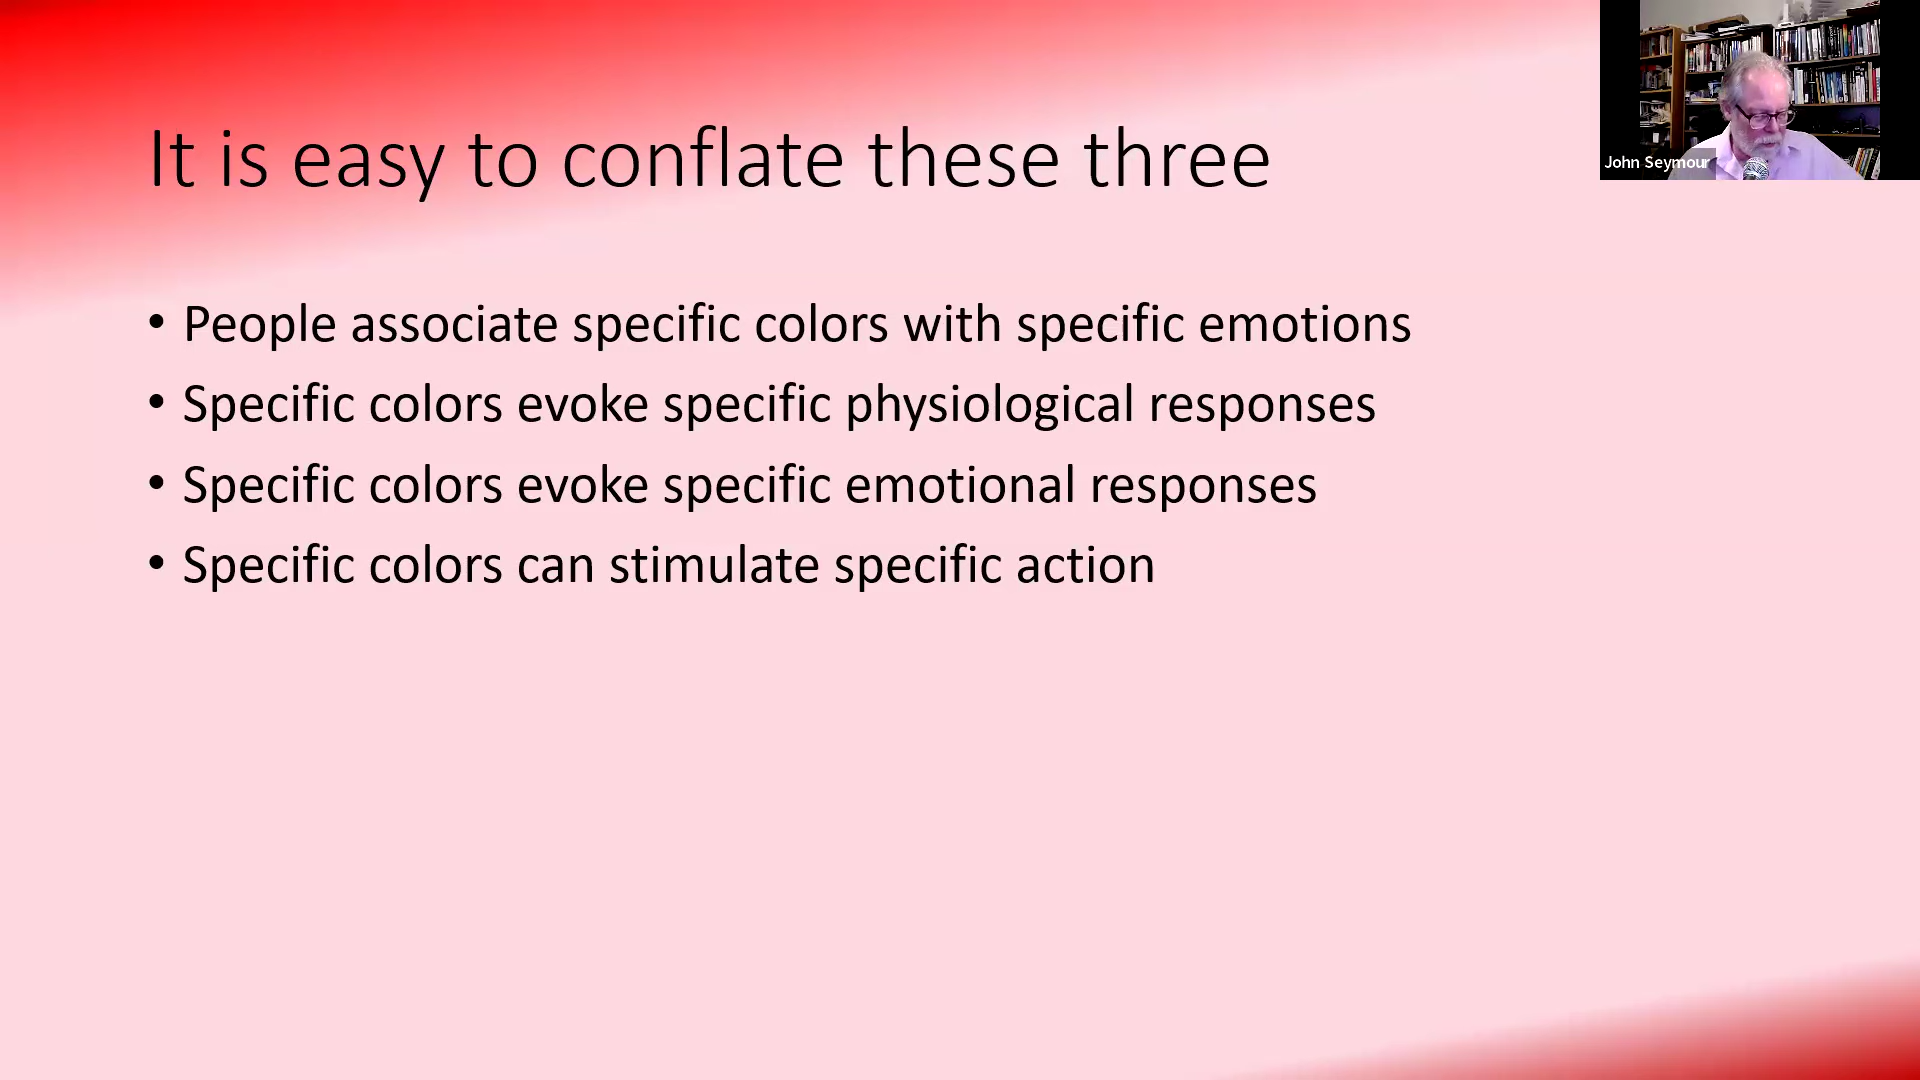 It is easy to conflate these three
John Seymour
• People associate specific colors with specific emotions
• Specific colors evoke specific physiological responses
• Specific colors evoke specific emotional responses
• Specific colors can stimulate specific action